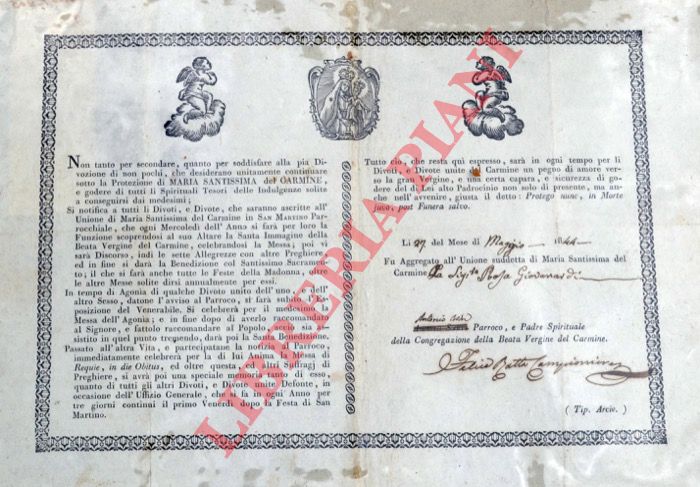 Non tanto per secondare, quanto per soddisfare alla pia Di-
vozione di non pochi, che desiderano unitamente continuare
sotto la Protezione di MARIA SANTISSIMA del CARMINE,
e godere di tutti li Spirituali Tesori delle Indulgenze solite
a conseguirsi dai medesimi;
Si notifica a tutti li Divoti, e Divote, che saranno ascritte all'
Unione di Maria Santissima del Carmine in SAN MARTINO Par-
rocchiale, che ogni Mercoledì dell'Anno si farà per loro la
Funzione scoprendosi al suo Altare la Santa Immagine della
Beata Vergine del Carmine, celebrandosi la Messa; poi vi
sarà Discorso, indi le sette Allegrezze con altre Preghiere,
ed in fine si darà la Benedizione col Santissimo Sacramen-
to; il che si farà anche tutte le Feste della Madonna, oltre
le altre Messe solite dirsi annualmente per essi.
In tempo di Agonia di qualche Divoto unito dell'uno, e dell'
altro Sesso, datone l'avviso al Parroco, si farà sub l'Es-
posizione del Venerabile. Si celebrerà per il med la
Messa dell'Agonia; e in fine dopo di averlo raccomandato
al Signore, e fattolo raccomandare al Popolo, acciò sia as-
sistito in quel punto tremendo, darà poi la Santa Benedizione.
Passato all'altra Vita, e partecipatane la notizia al Parroco,
immediatamente celebrerà per la di lui Anima la Messa di
Requie, in die Obitus, ed oltre questa, altri Suffragj di
Preghiere, si avrà poi una speciale memoria tanto di esso,
quanto di tutti gli altri Divoti, e Divote Defonte, in
occasione dell'Uffizio Generale, che si fa ogni Anno per
tre giorni continui il primo Venerdì dopo la Festa di San
Martino.
Tutto ciò, che resta quì espresso, sarà in ogni tempo per li
Divoti e Divote unite del Carmine un pegno di amore ver-
so la gran Vergine, e una certa capara, e sicurezza di go-
dere del di Lei alto Padrocinio non solo di presente, ma an-
che nell'avvenire, giusta il detto: Protego nunc, in Morte
juvo, post Funera salvo.
Li 27 del Mese di Maggio 1844
Fu Aggregato all'Unione suddetta di Maria Santissima del
Carmine La Sig.ra Rosa Giovanardi
Antonio
Parroco, e Padre Spirituale
della Congregazione della Beata Vergine del Carmine.
Felice Campioniere
( Tip. Arciv. )
LIBRERIA PIANI